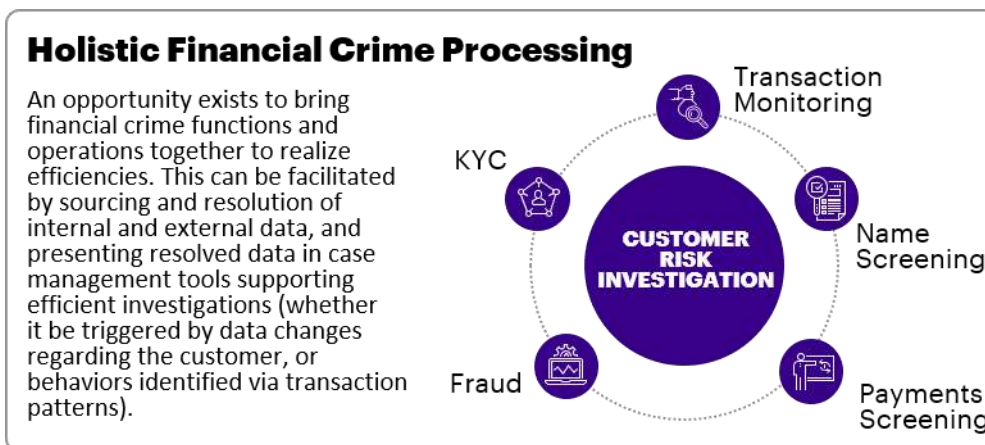 Holistic Financial Crime Processing
An opportunity exists to bring
financial crime functions and
operations together to realize
efficiencies. This can be facilitated
by sourcing and resolution of
internal and external data, and
presenting resolved data in case
management tools supporting
efficient investigations (whether
it be triggered by data changes
regarding the customer, or
behaviors identified via transaction
patterns).
Transaction
Monitoring
KYC
Name
Screening
CUSTOMER
RISK
INVESTIGATION
Fraud
Payments
Screening